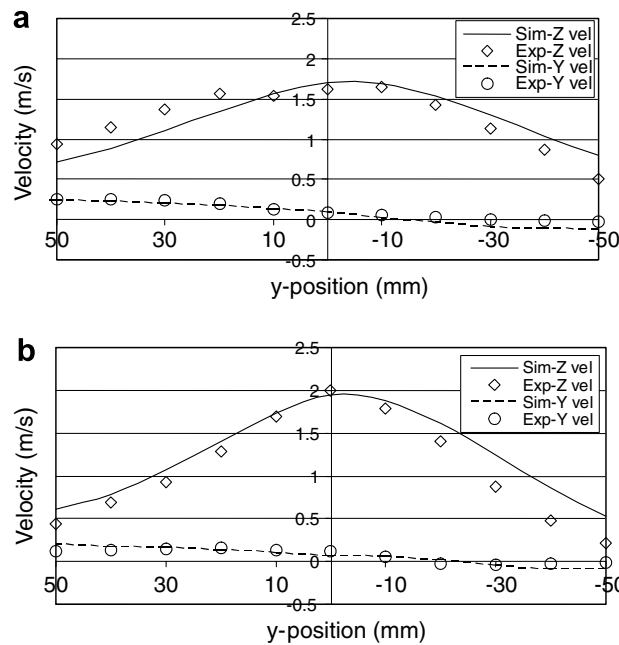 a
2.5
2
1.5
1
0.5
0
-0.5
Velocity (m/s)
50
30
10
-10
-30
-50
y-position (mm)
Sim-Z vel
Exp-Z vel
Sim-Y vel
Exp-Y vel
b
2.5
2
1.5
1
0.5
0
-0.5
Velocity (m/s)
50
30
10
-10
-30
-50
y-position (mm)
Sim-Z vel
Exp-Z vel
Sim-Y vel
Exp-Y vel